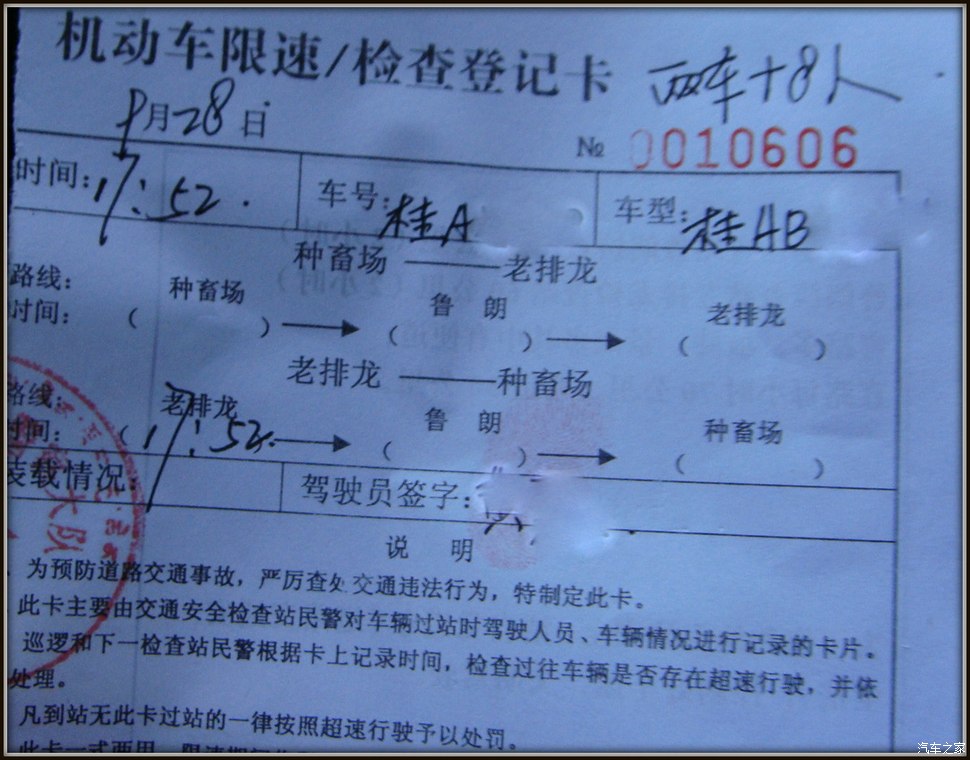 机动车限速/检查登记卡 两车十8人
9月28日
№ 0010606
时间:17:52. 车号:桂A 车型:桂AB
种畜场——老排龙
路线: 种畜场 鲁 朗 老排龙
时间: ( ) → ( ) → ( )
老排龙——种畜场
路线: 老排龙 鲁 朗 种畜场
时间: (17:52. → ( ) → ( )
装载情况: 驾驶员签字:
说 明
为预防道路交通事故,严厉查处交通违法行为,特制定此卡。
此卡主要由交通安全检查站民警对车辆过站时驾驶人员、车辆情况进行记录的卡片。
巡逻和下一检查站民警根据卡上记录时间,检查过往车辆是否存在超速行驶,并依
处理。
凡到站无此卡过站的一律按照超速行驶予以处罚。
此卡一式两用
大队
汽车之家